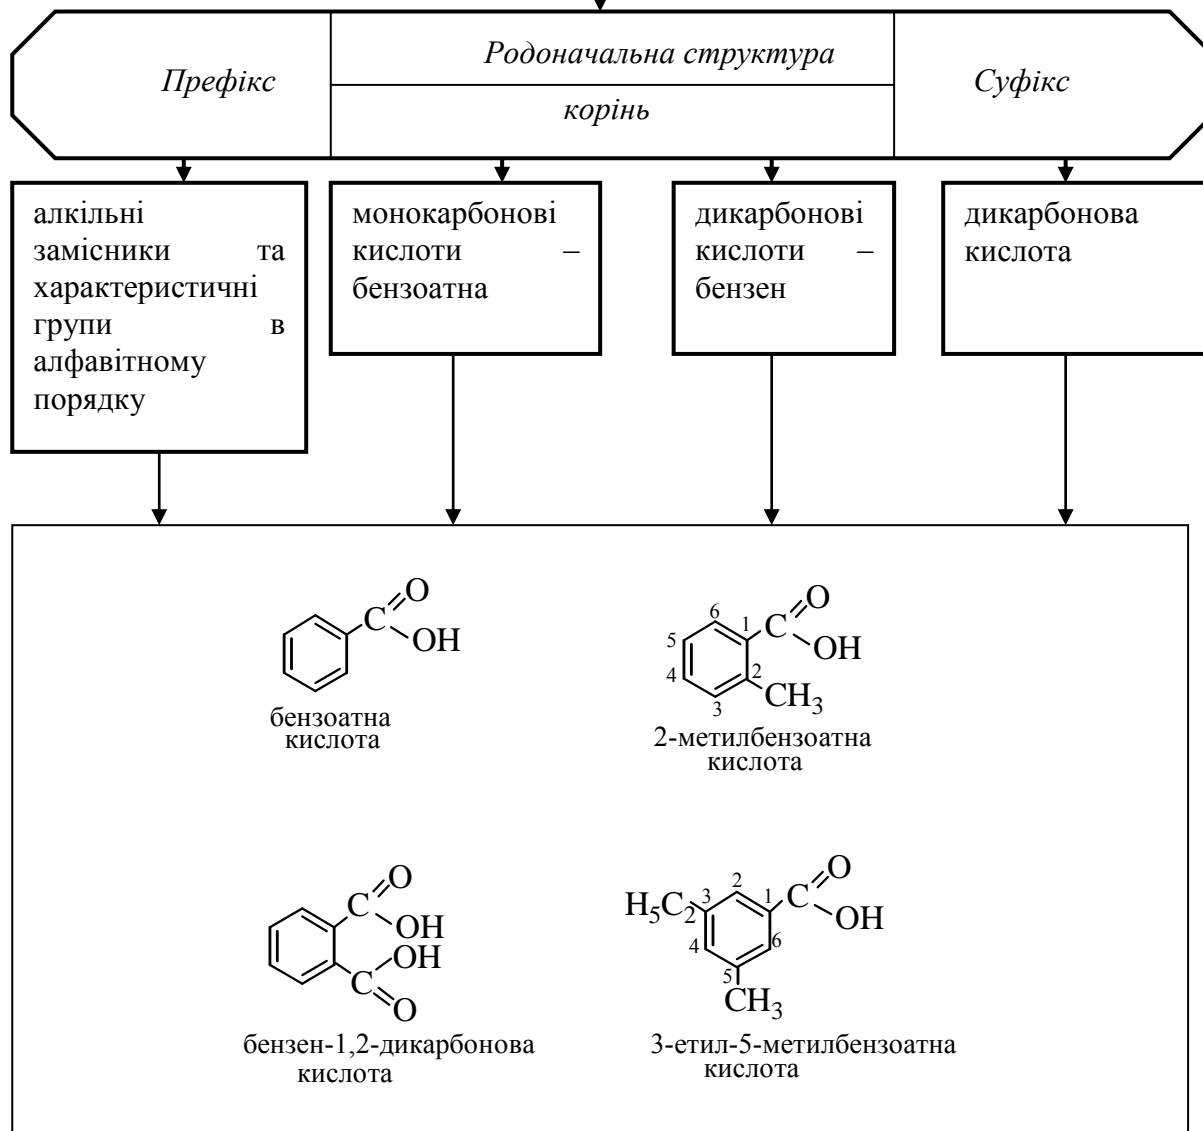 Префікс
Родоначальна структура
корінь
Суфікс
алкільні
замісники та
характеристичні
групи в
алфавітному
порядку
монокарбонові
кислоти –
бензоатна
дикарбонові
кислоти –
бензен
дикарбонова
кислота
C
O
OH
бензоатна
кислота
1
2
3
4
5
6
C
O
OH
CH3
2-метилбензоатна
кислота
C
O
OH
C
OH
O
бензен-1,2-дикарбонова
кислота
H5C2
1
2
3
4
5
6
C
O
OH
CH3
3-етил-5-метилбензоатна
кислота